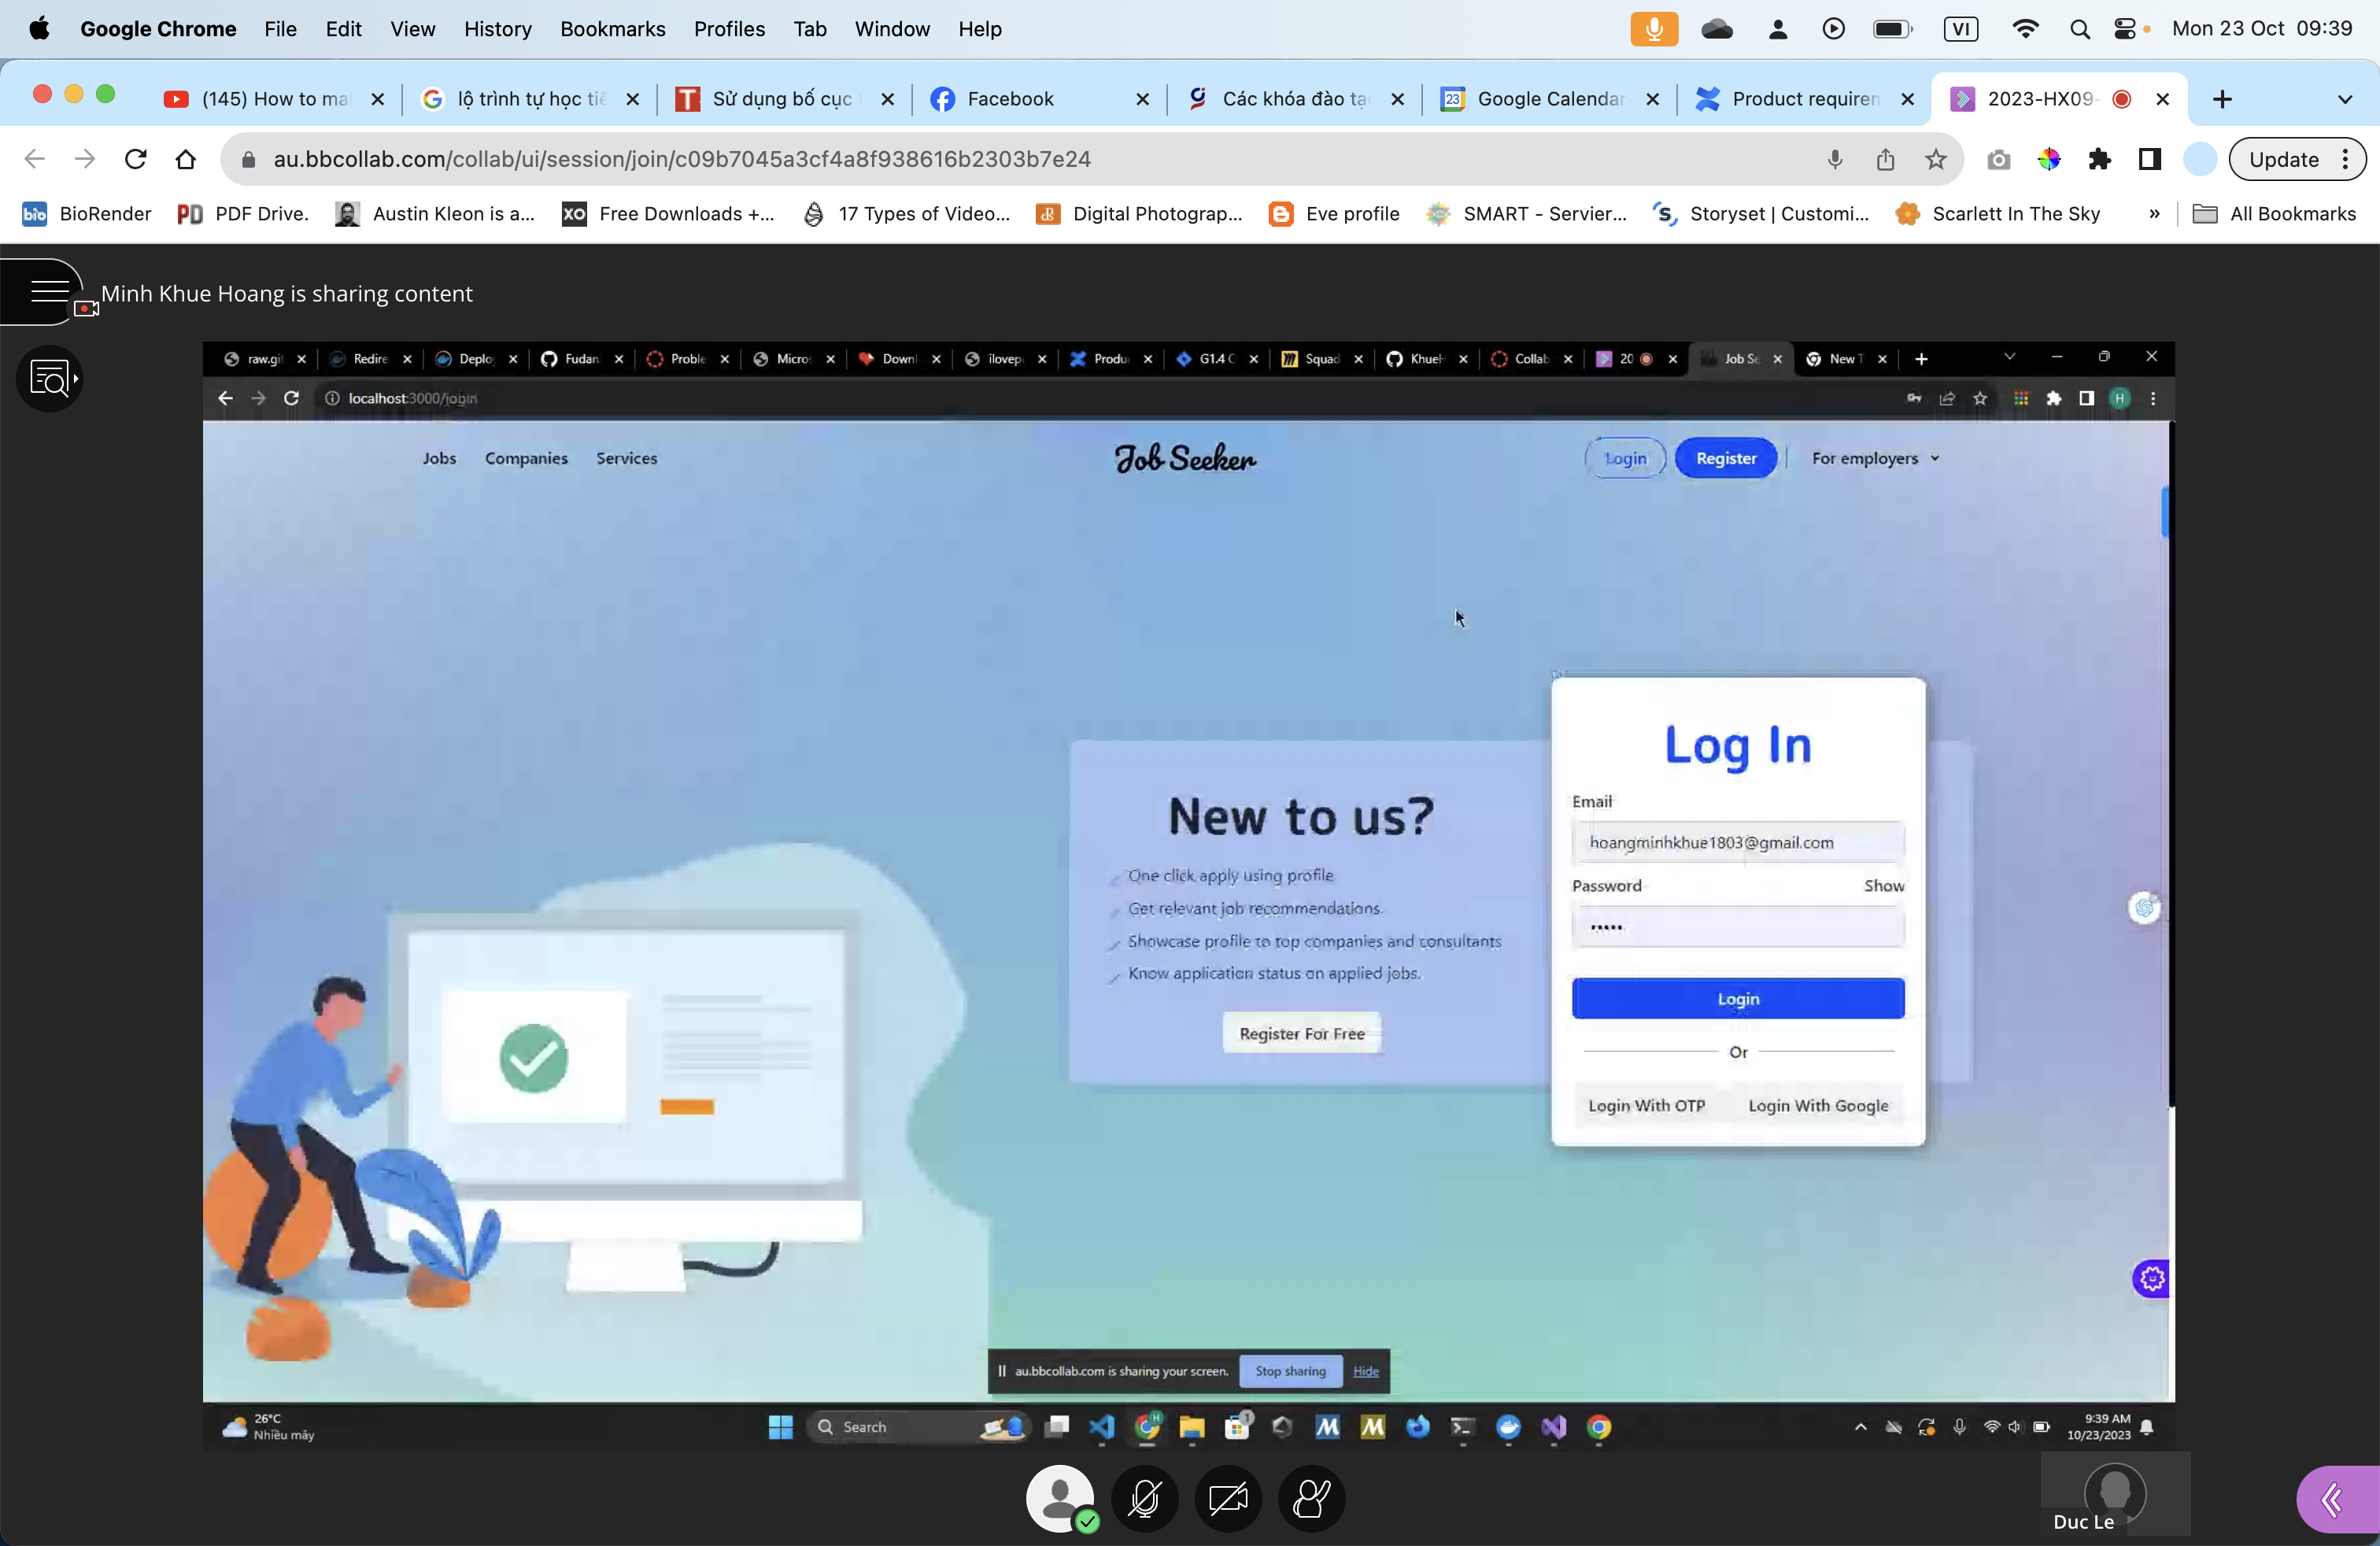 Google Chrome File Edit View History Bookmarks Profiles Tab Window Help VI Mon 23 Oct 09:39
(145) How to ma lộ trình tự học tiế Sử dụng bố cục Facebook Các khóa đào tạo 23 Google Calendar Product requirem 2023-HX09-
au.bbcollab.com/collab/ui/session/join/c09b7045a3cf4a8f938616b2303b7e24 Update
bio BioRender PD PDF Drive. Austin Kleon is a... XO Free Downloads +... 17 Types of Video... Digital Photograp... Eve profile SMART - Servier... Storyset | Customi... Scarlett In The Sky » All Bookmarks
Minh Khue Hoang is sharing content
raw.gi Redire Deplo Fudan Proble Micro Downl ilovep Produ G1.4 C Squad KhueH Collab 20 Job Se New T
localhost:3000/jobin H
Jobs Companies Services Job Seeker Login Register For employers
Log In
Email
New to us?
hoangminhkhue1803@gmail.com
One click apply using profile
Password Show
Get relevant job recommendations.
•••••
Showcase profile to top companies and consultants
Know application status on applied jobs.
Login
Register For Free
Or
Login With OTP Login With Google
au.bbcollab.com is sharing your screen. Stop sharing Hide
26°C
Nhiều mây
Search
9:39 AM
10/23/2023
Duc Le